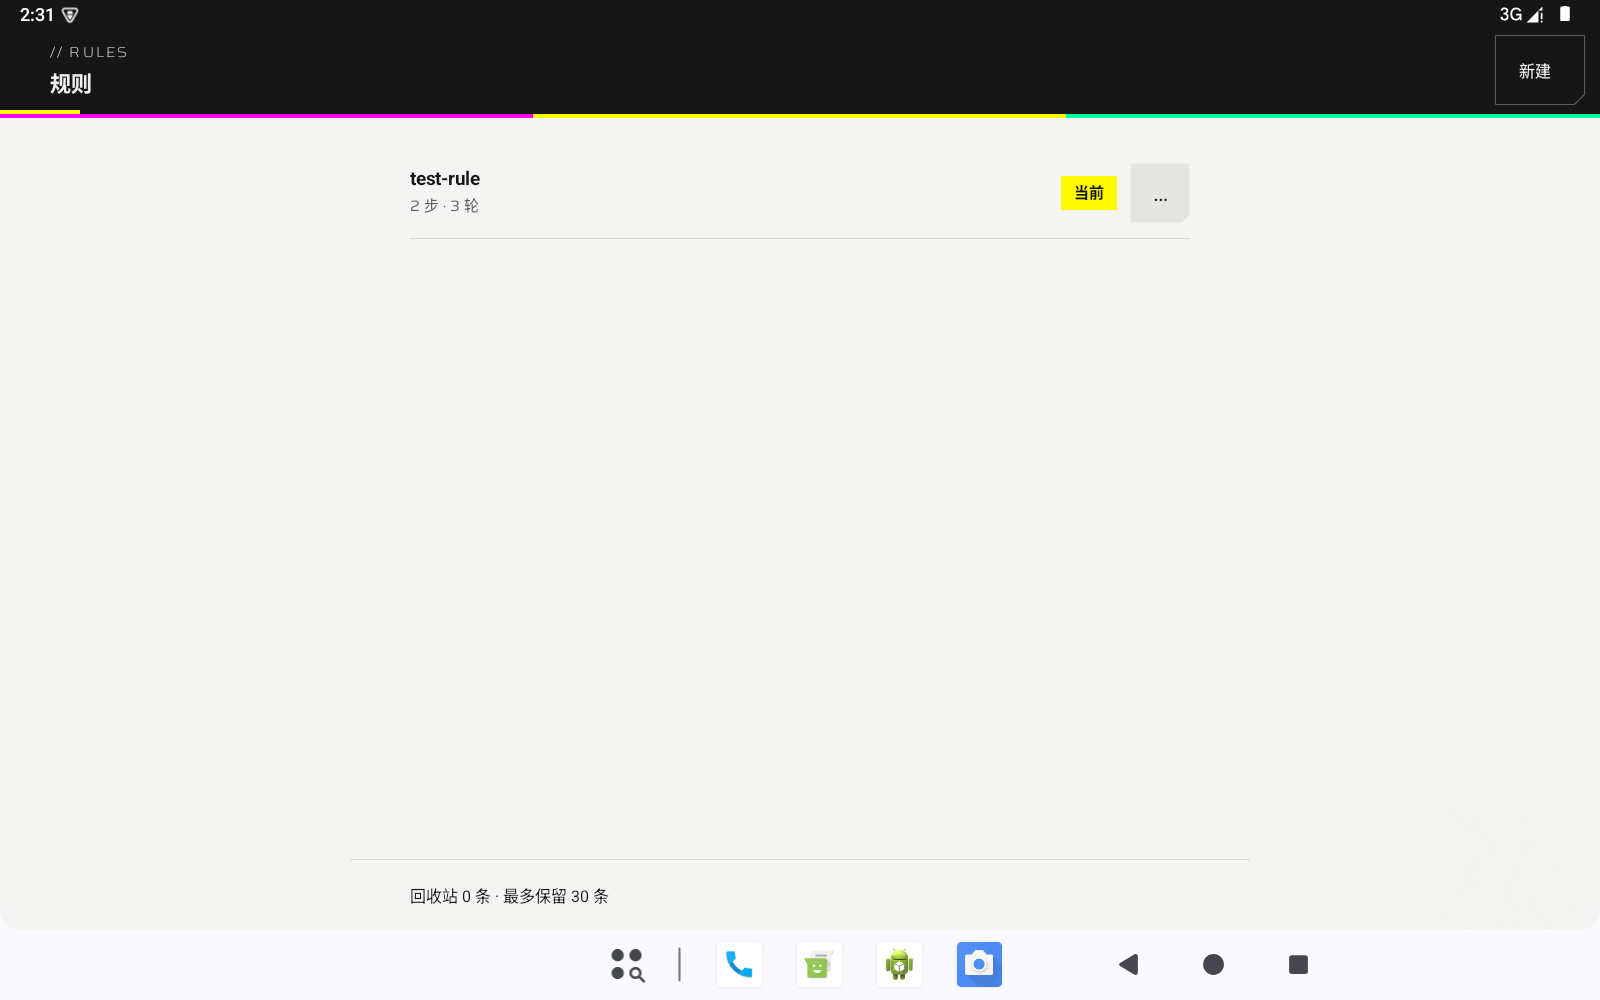 2:31
3G
// RULES
规则
新建
test-rule
2 步 · 3 轮
当前
...
回收站 0 条 · 最多保留 30 条